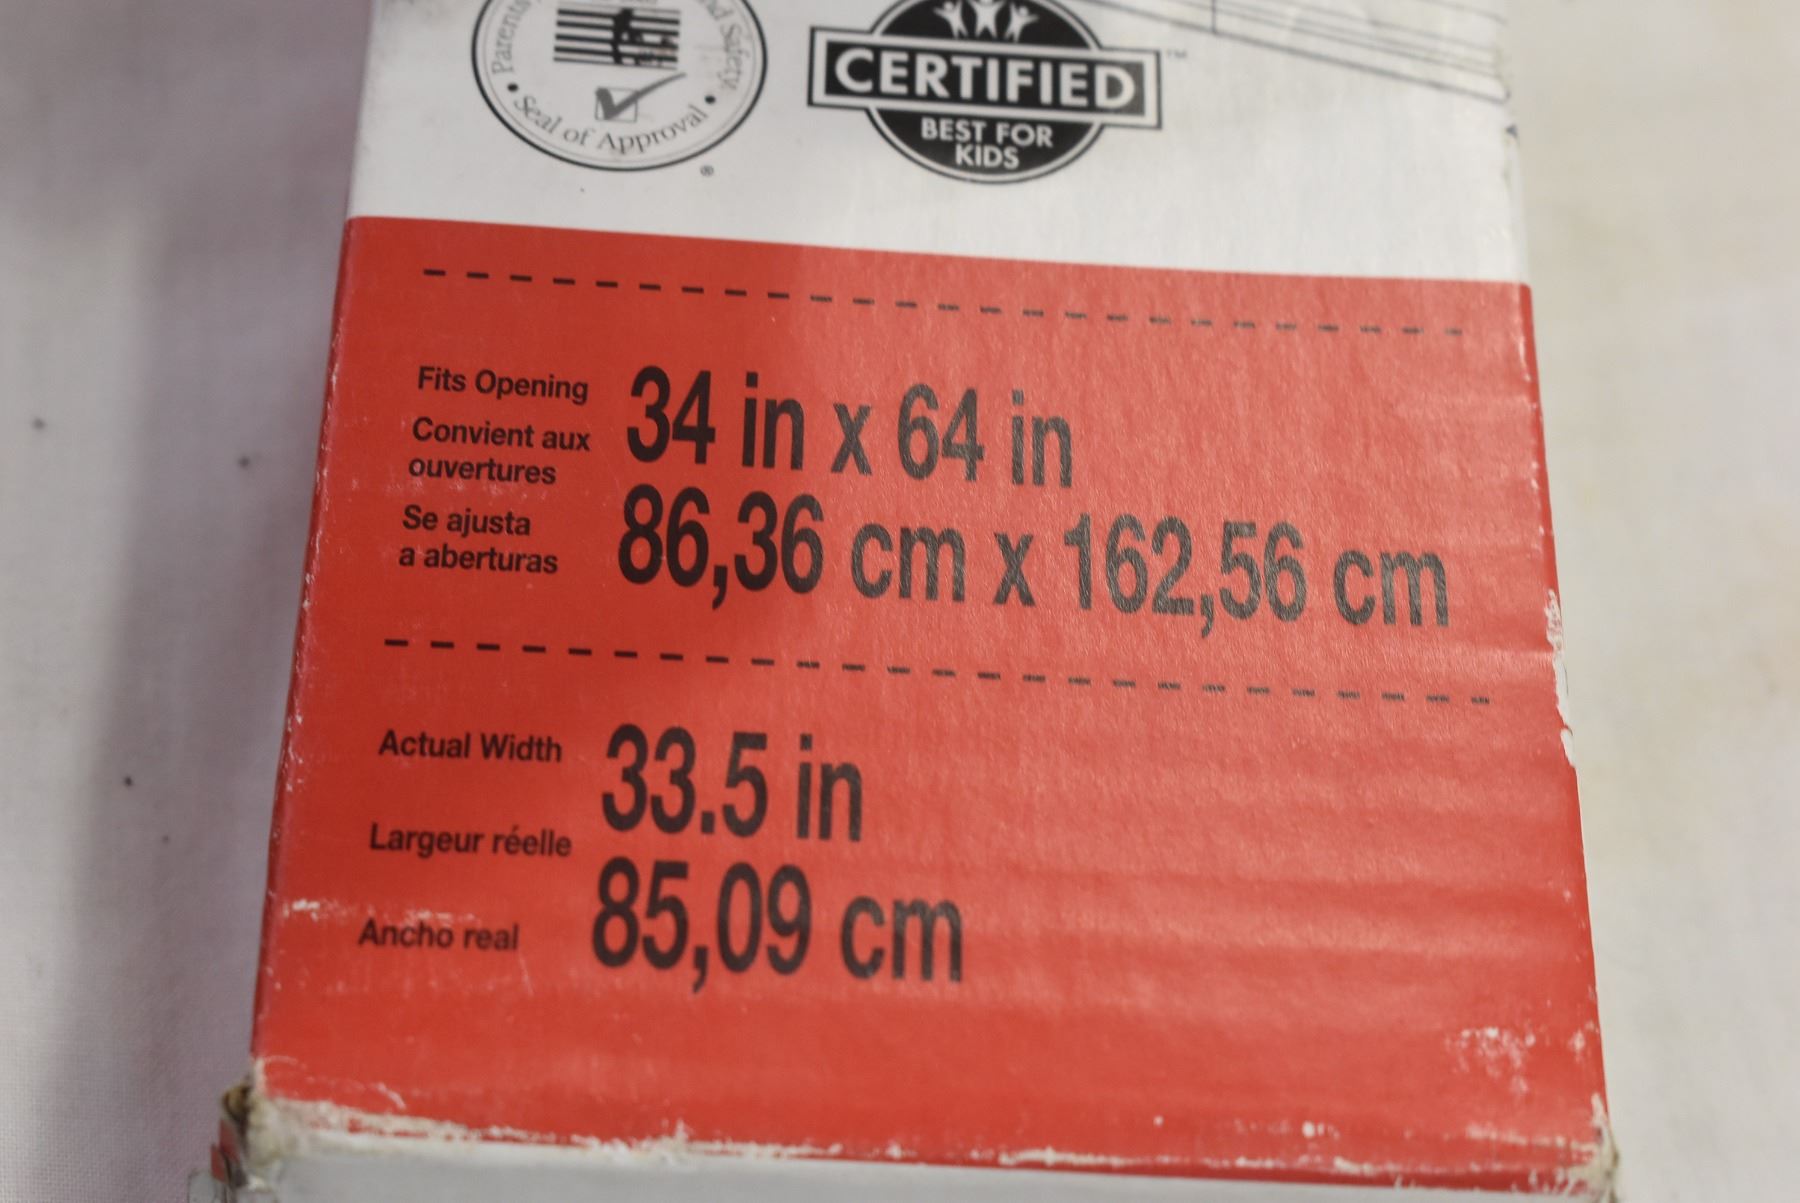 Parents
nd Safety
Seal of Approval
®
CERTIFIED
™
BEST FOR
KIDS
Fits Opening
Convient aux
ouvertures
Se ajusta
a aberturas
34 in x 64 in
86,36 cm x 162,56 cm
Actual Width
Largeur réelle
Ancho real
33.5 in
85,09 cm